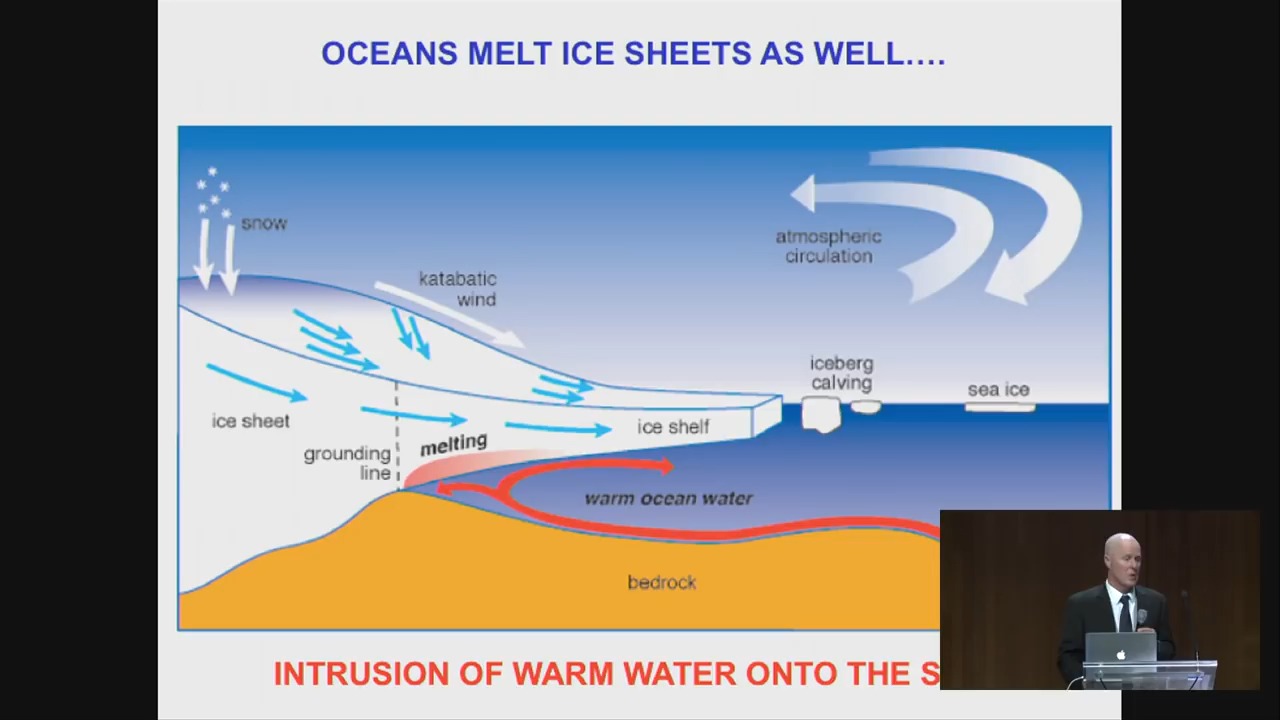 OCEANS MELT ICE SHEETS AS WELL....
snow
atmospheric
circulation
katabatic
wind
iceberg
calving
sea ice
ice sheet
ice shelf
grounding
line
melting
warm ocean water
bedrock
INTRUSION OF WARM WATER ONTO THE